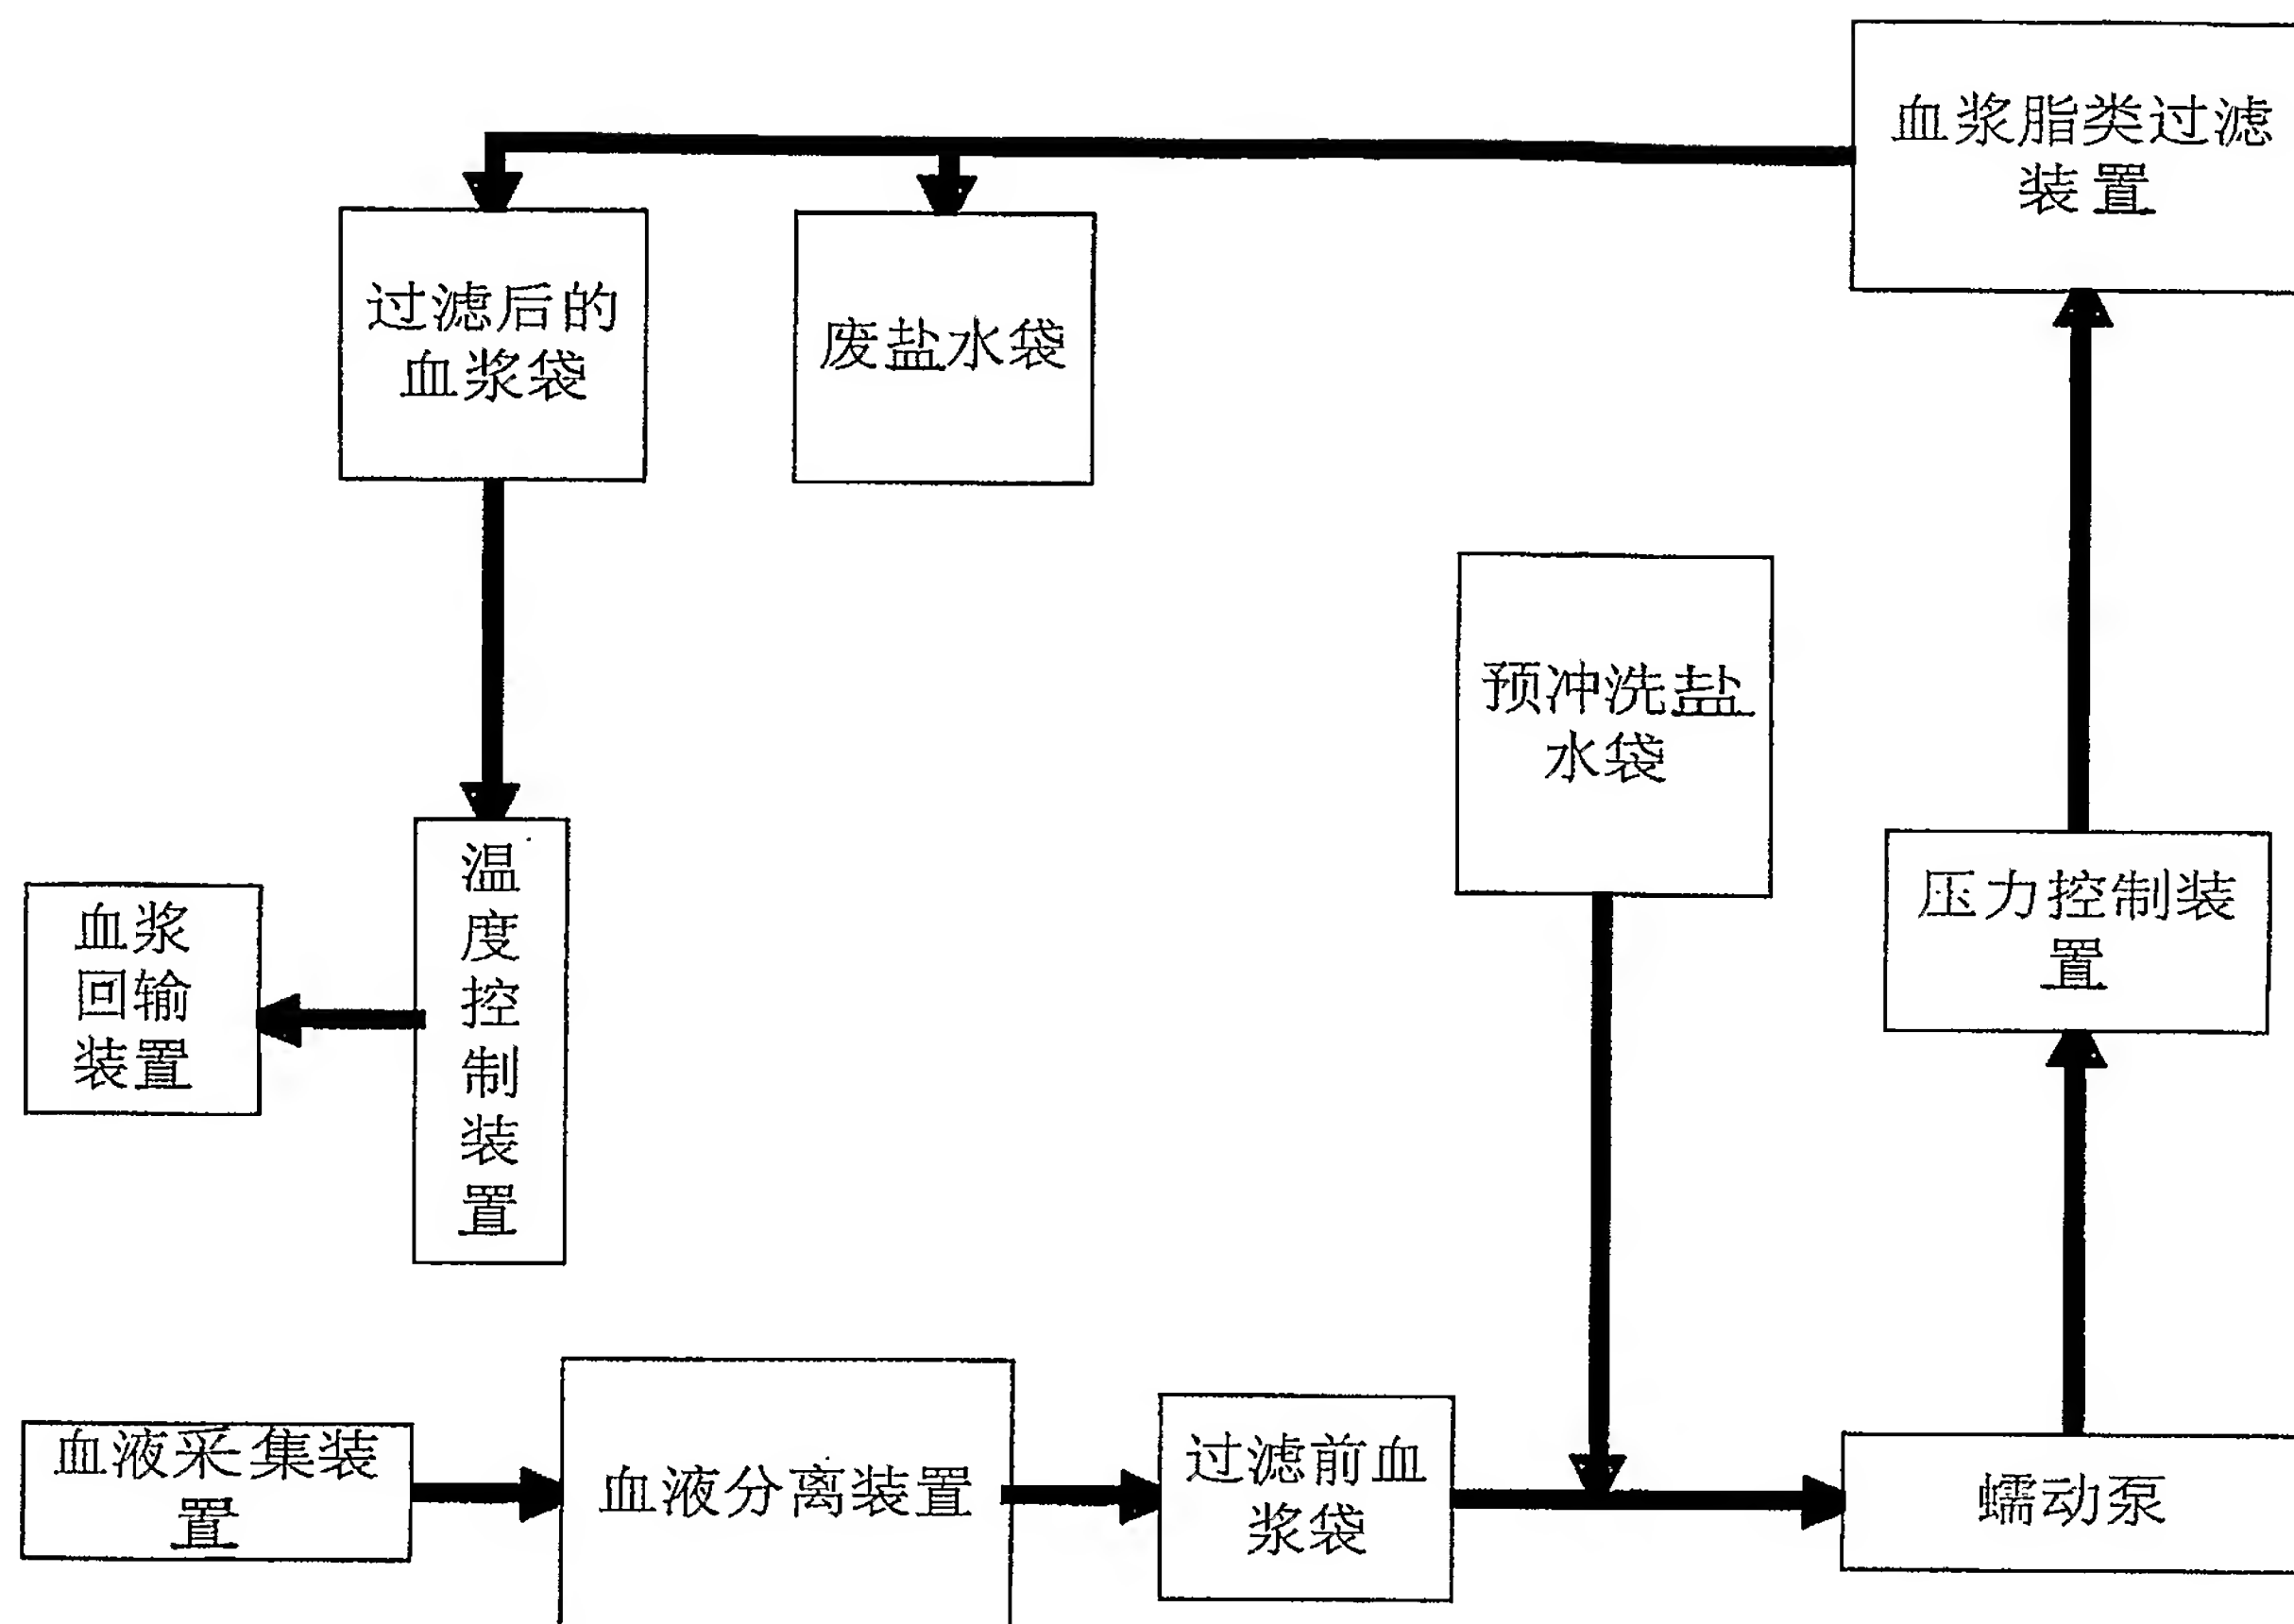 血浆脂类过滤
装置
过滤后的
血浆袋
废盐水袋
预冲洗盐
水袋
温
度
控
制
装
置
血浆
回输
装置
压力控制装
置
血液采集装
置
血液分离装置
过滤前血
浆袋
蠕动泵